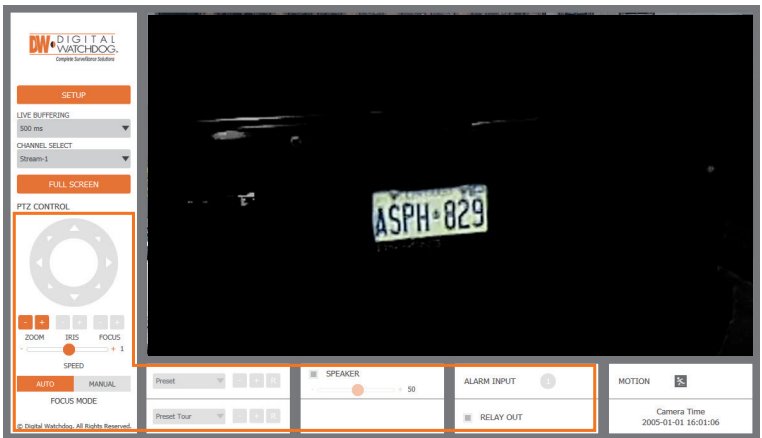 DW DIGITAL
WATCHDOG®
Complete Surveillance Solutions
SETUP
LIVE BUFFERING
500 ms
CHANNEL SELECT
Stream-1
FULL SCREEN
PTZ CONTROL
- + - + - +
ZOOM IRIS FOCUS
- + 1
SPEED
AUTO MANUAL
FOCUS MODE
© Digital Watchdog. All Rights Reserved.
ASPH 829
Preset - + R
Preset Tour - + R
SPEAKER
- + 50
ALARM INPUT 1
RELAY OUT
MOTION
Camera Time
2005-01-01 16:01:06